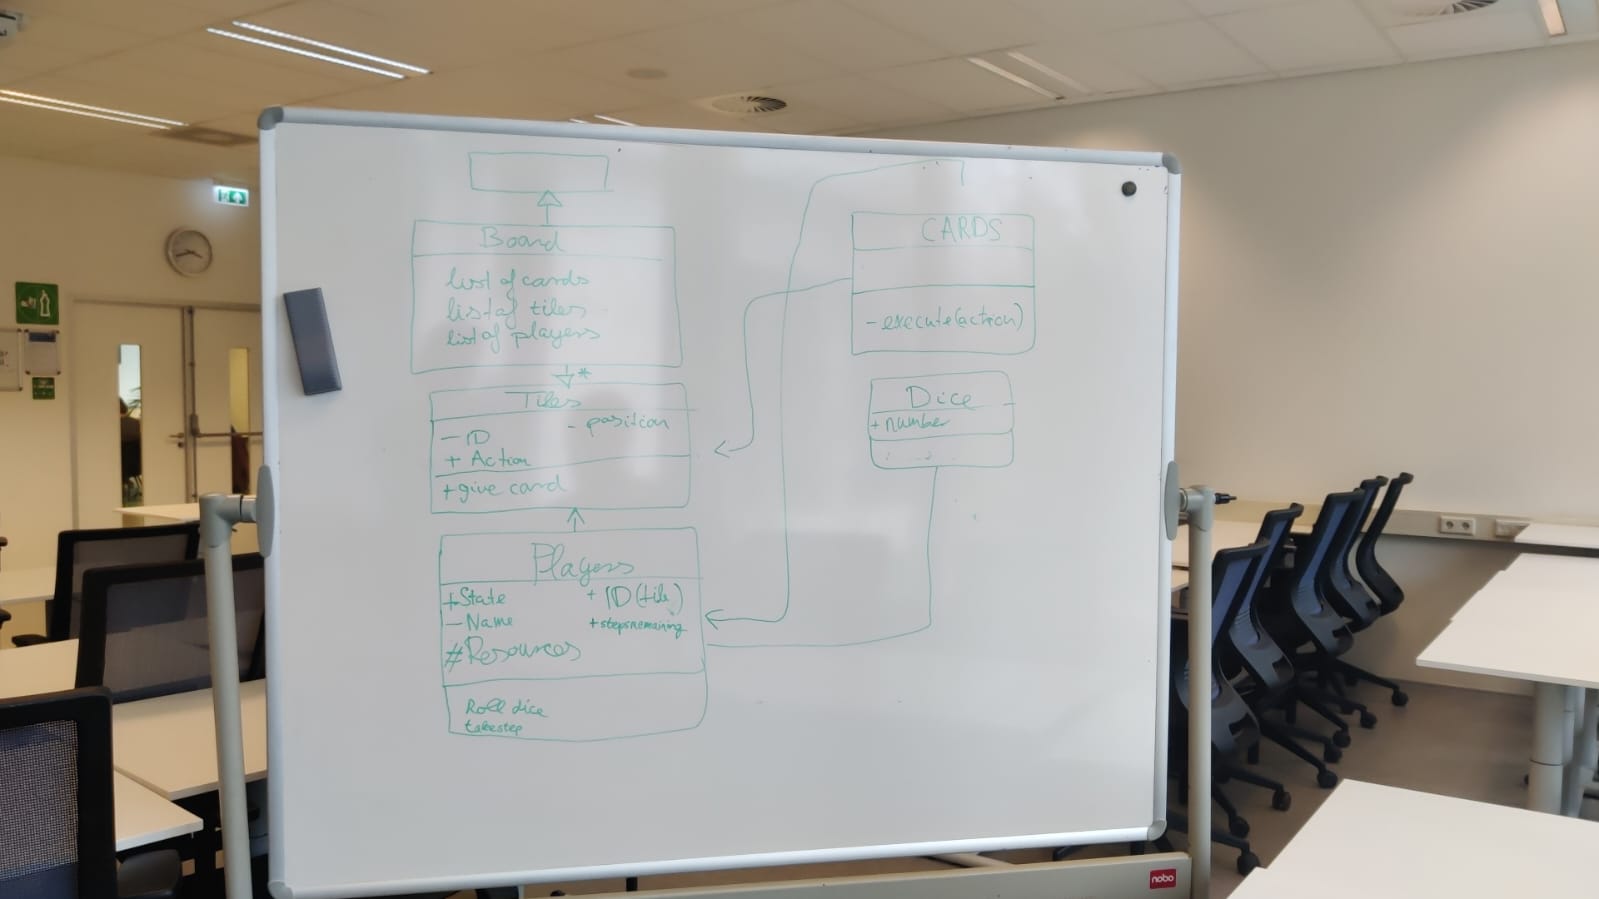 Board
list of cards
list of tiles
list of players
*
Tiles
- ID
- position
+ Action
+ give card
Players
+ State
+ ID (tile)
- Name
+ stepsremaining
# Resources
Roll dice
takestep
CARDS
- execute(action)
Dice
+ number
nobo